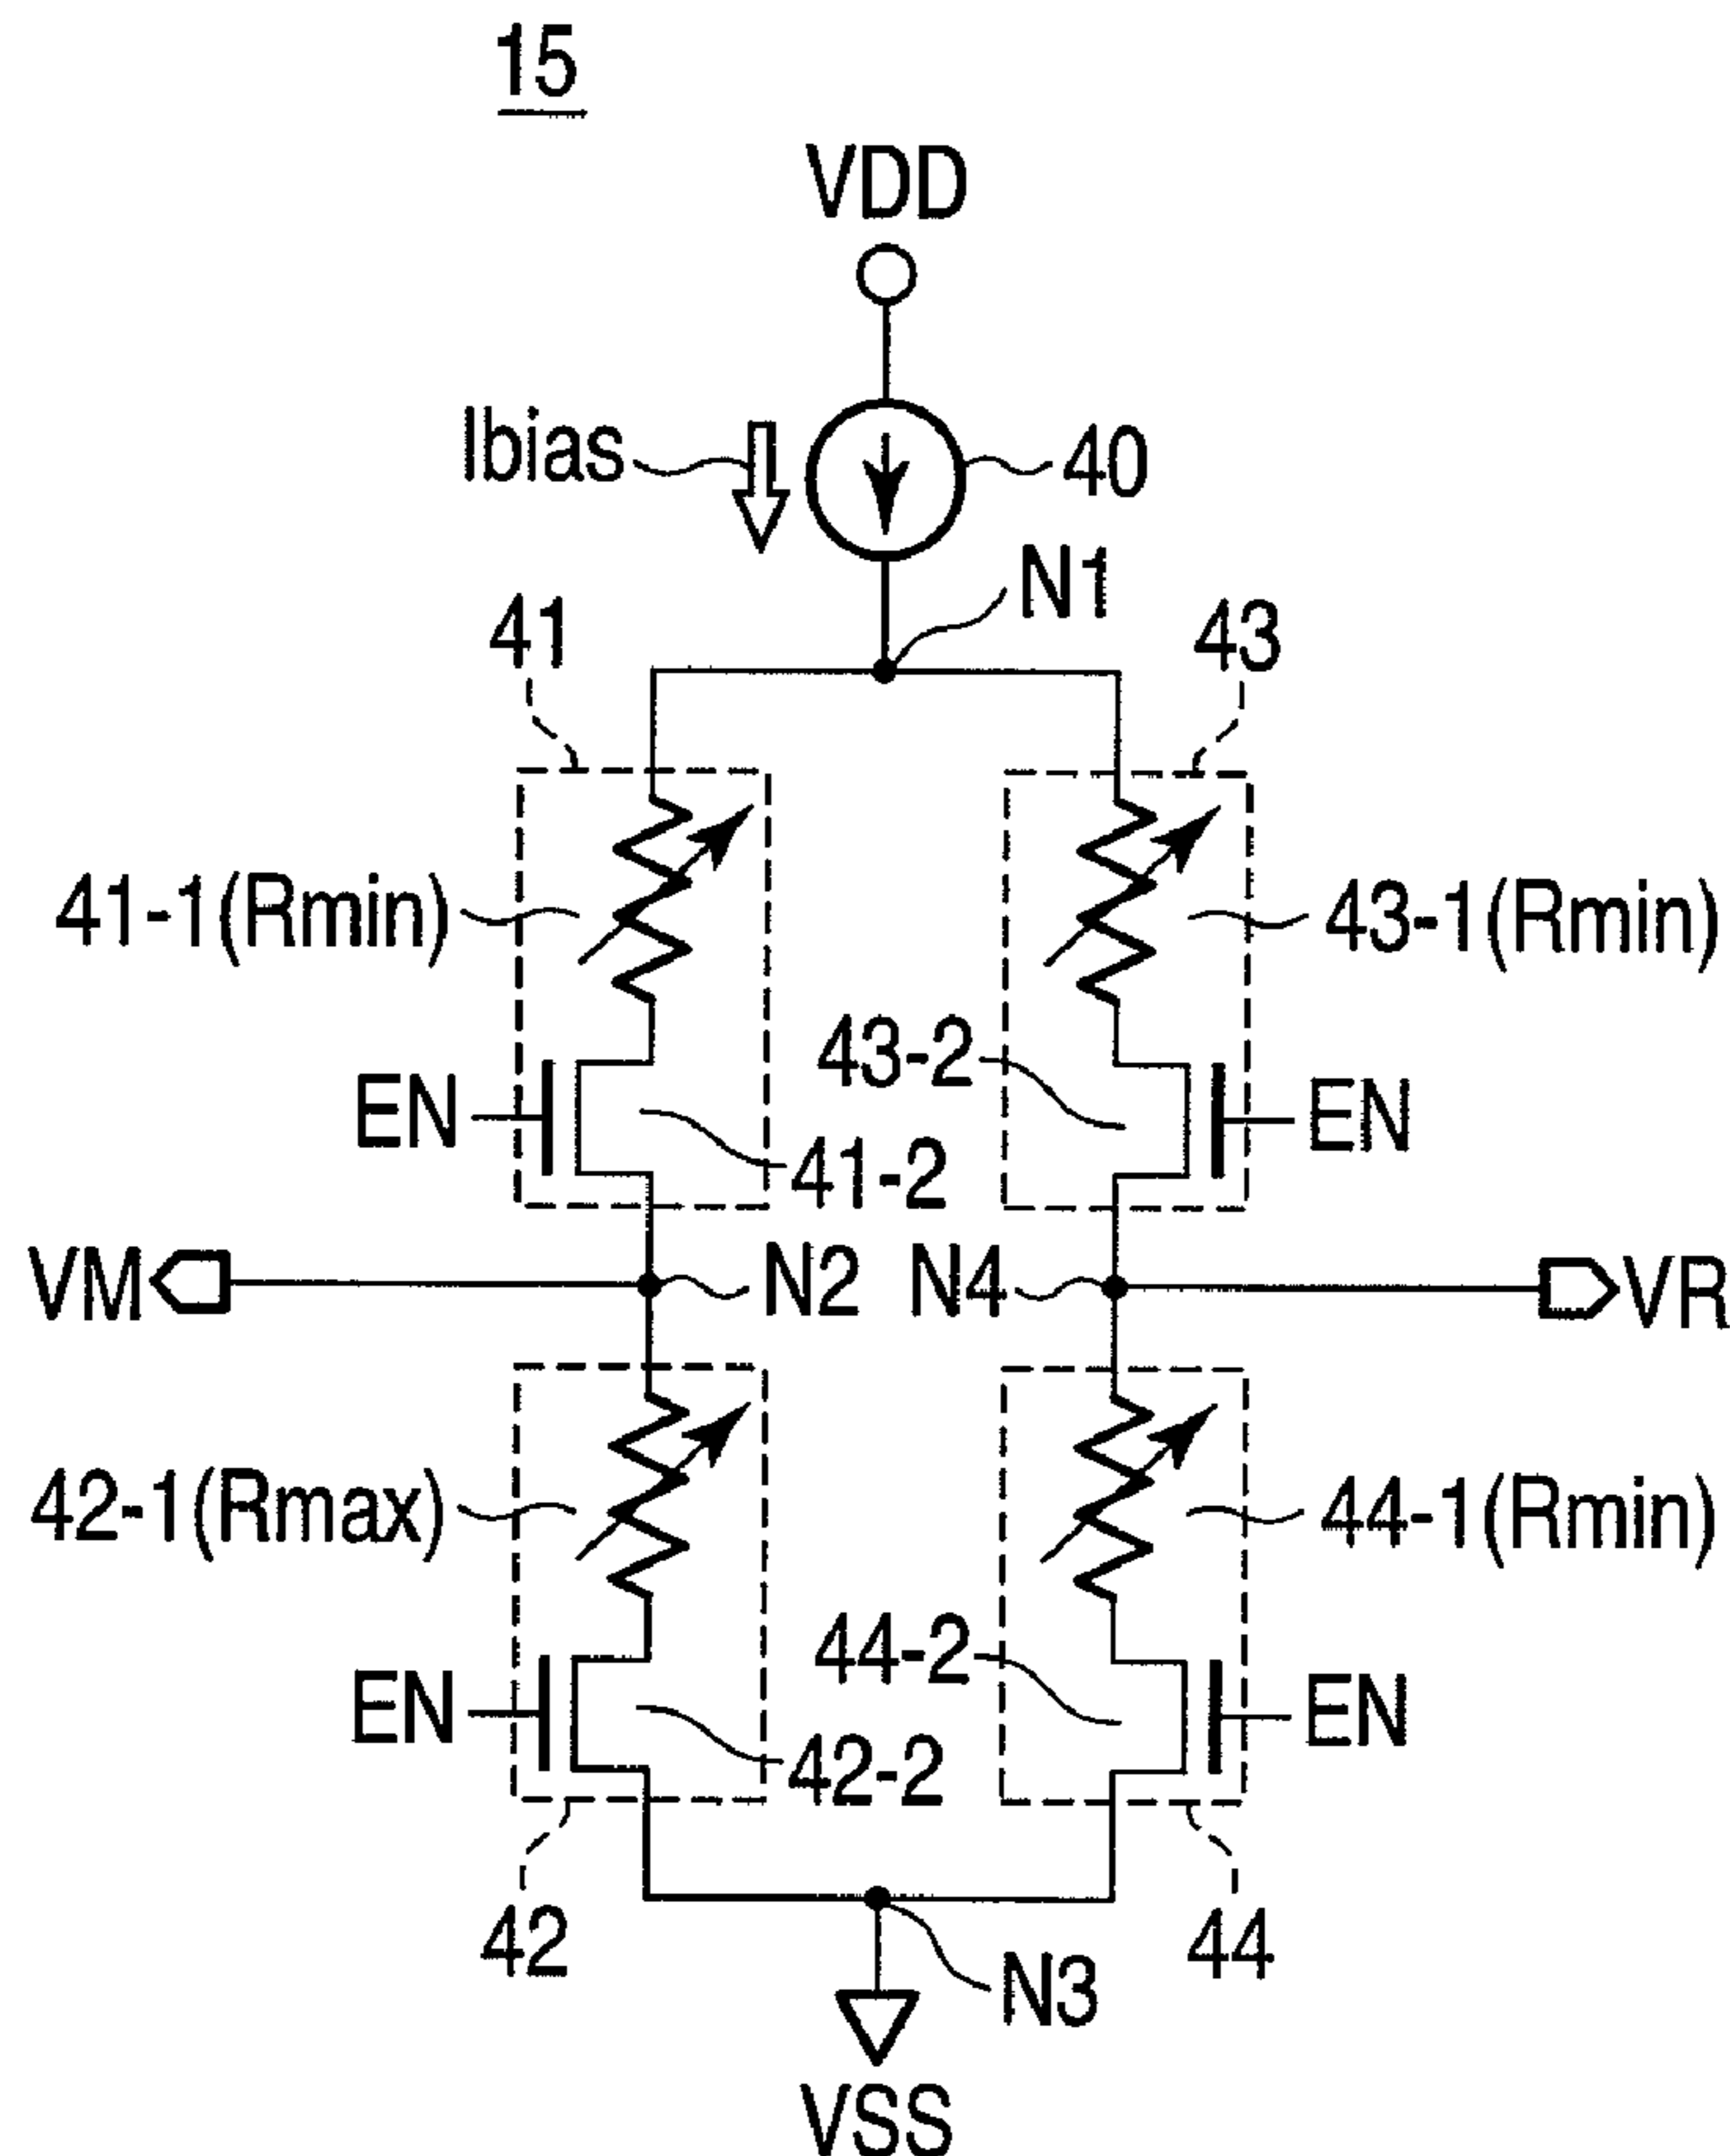 15
VDD
Ibias
40
N1
41
43
41-1(Rmin)
43-1(Rmin)
43-2
EN
EN
41-2
VM
N2
N4
VR
42-1(Rmax)
44-1(Rmin)
44-2
EN
EN
42-2
42
44
N3
VSS